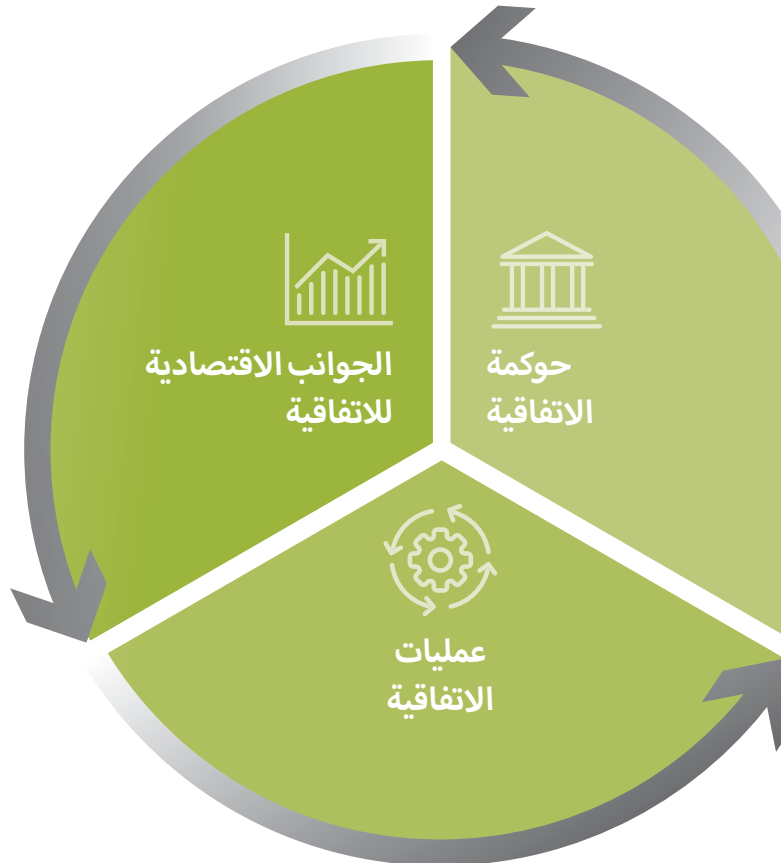 حوكمة
الاتفاقية
الجوانب الاقتصادية
للاتفاقية
عمليات
الاتفاقية